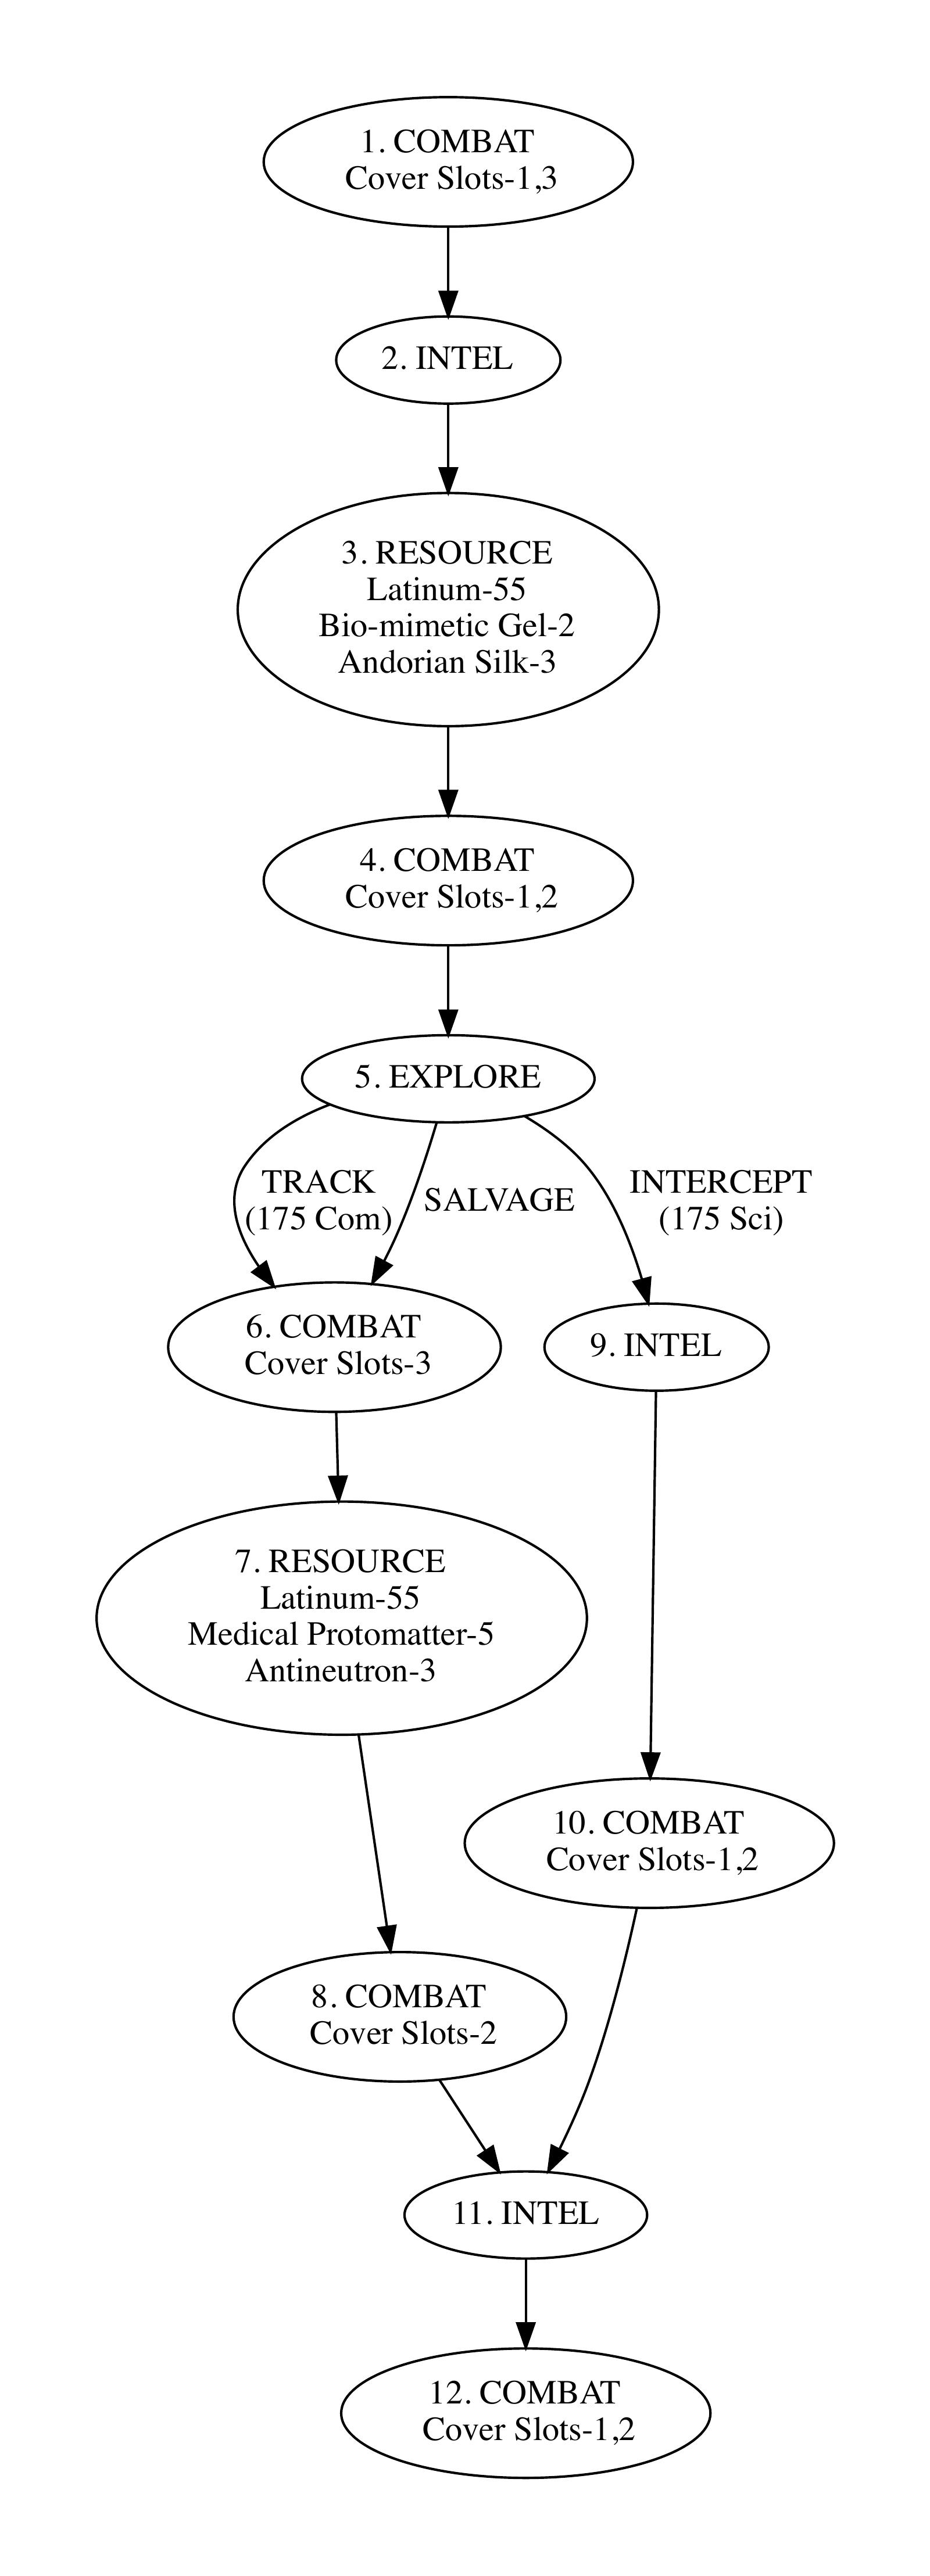 1. COMBAT
Cover Slots-1,3
2. INTEL
3. RESOURCE
Latinum-55
Bio-mimetic Gel-2
Andorian Silk-3
4. COMBAT
Cover Slots-1,2
5. EXPLORE
TRACK
(175 Com)
SALVAGE
INTERCEPT
(175 Sci)
6. COMBAT
Cover Slots-3
9. INTEL
7. RESOURCE
Latinum-55
Medical Protomatter-5
Antineutron-3
10. COMBAT
Cover Slots-1,2
8. COMBAT
Cover Slots-2
11. INTEL
12. COMBAT
Cover Slots-1,2